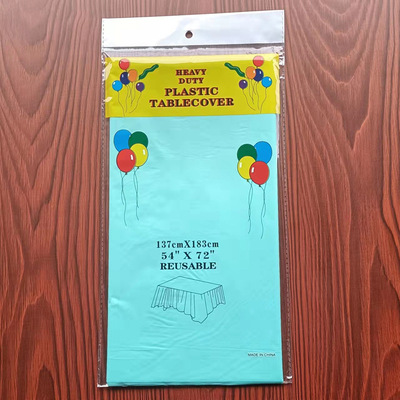 HEAVY
DUTY
PLASTIC
TABLECOVER
137cmX183cm
54" X 72"
REUSABLE
MADE IN CHINA